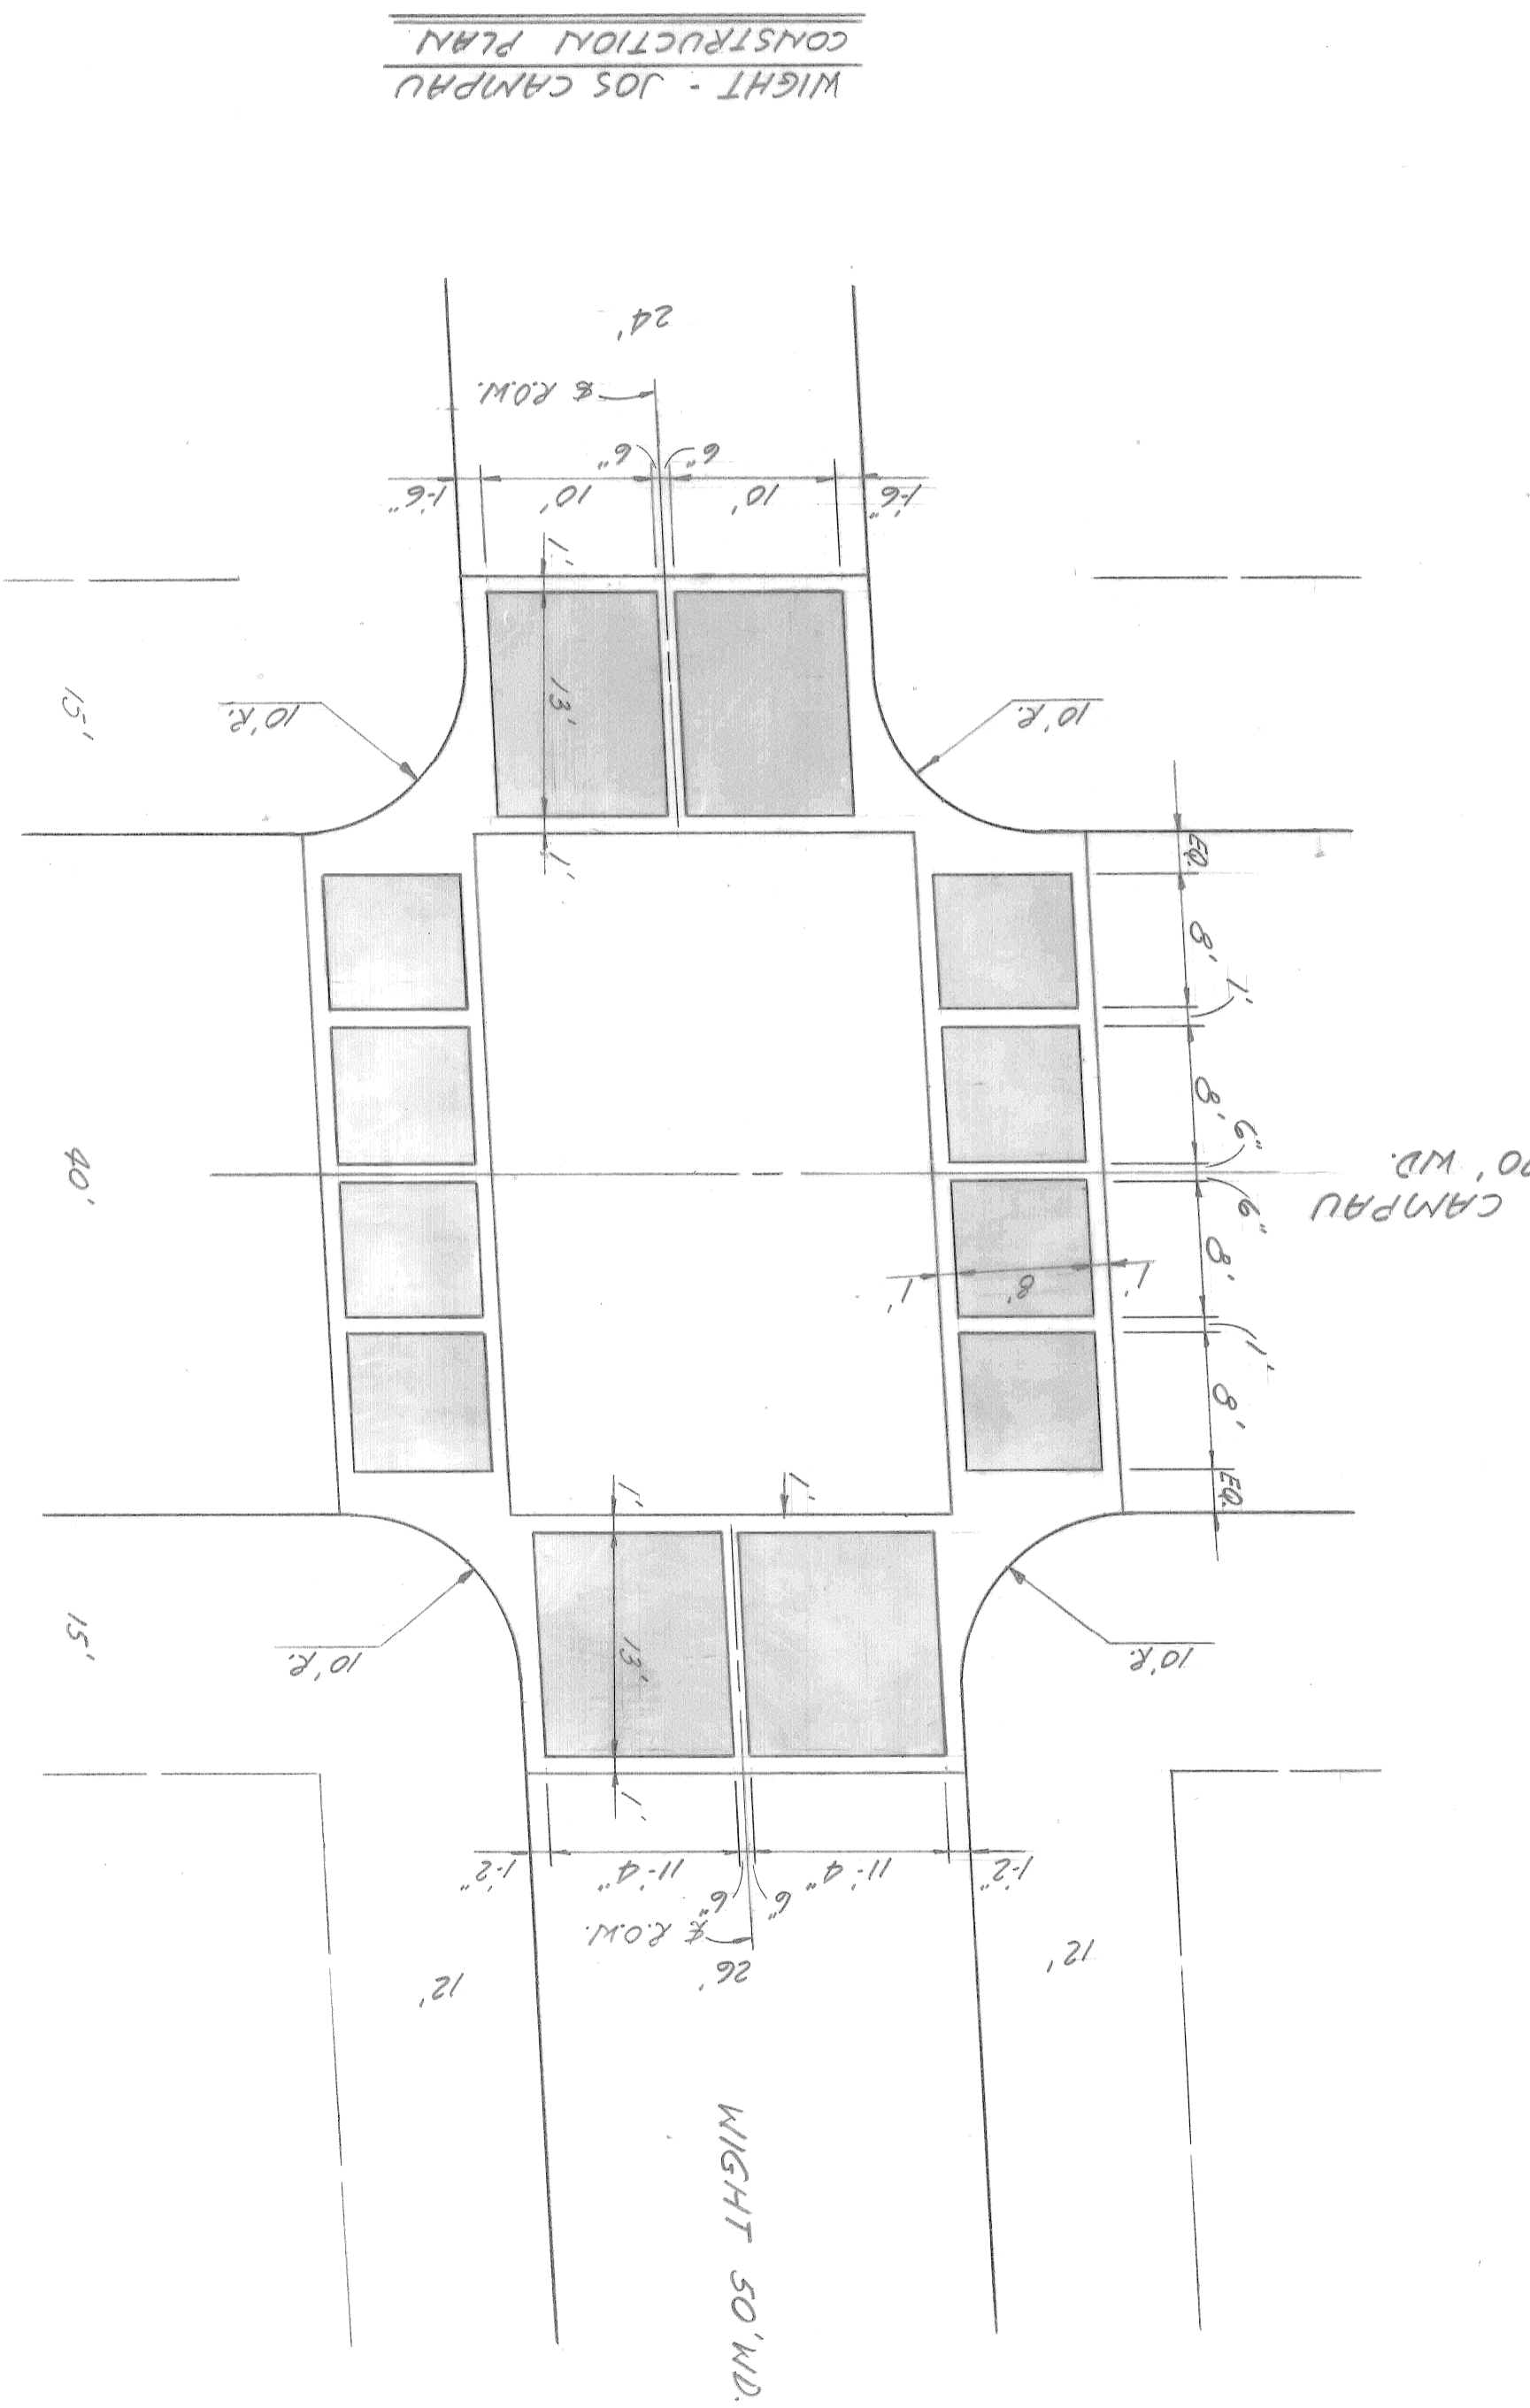 WIGHT - JOS CAMPAU
CONSTRUCTION PLAN
WIGHT 50' WD.
26'
12'
12'
₵ R.O.W.
6"
6"
1'-2"
11'-4"
11'-4"
1'-2"
1'
13'
1'
1'
10' R.
10' R.
15'
EQ.
8'
1'
8'
6"
6"
8'
1'
8'
EQ.
1'
8'
1'
CAMPAU
70' WD.
40'
10' R.
10' R.
15'
1'
13'
1'
1'-6"
10'
10'
1'-6"
6"
6"
₵ R.O.W.
24'